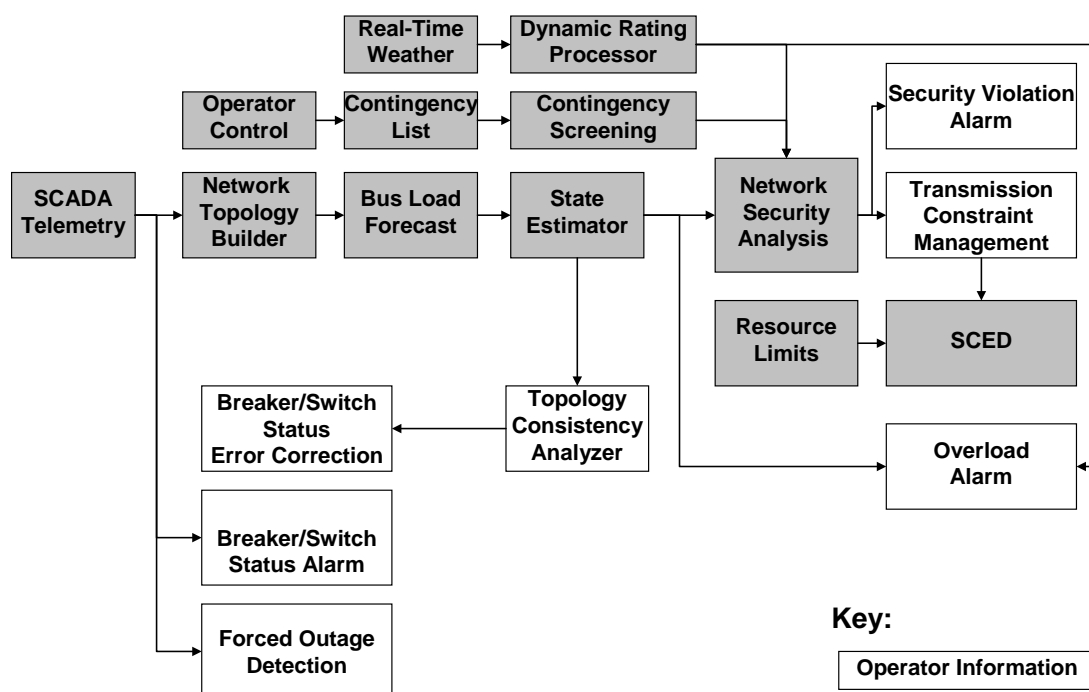 Real-Time
Weather
Dynamic Rating
Processor
Operator
Control
Contingency
List
Contingency
Screening
Security Violation
Alarm
SCADA
Telemetry
Network
Topology
Builder
Bus Load
Forecast
State
Estimator
Network
Security
Analysis
Transmission
Constraint
Management
Resource
Limits
SCED
Breaker/Switch
Status
Error Correction
Topology
Consistency
Analyzer
Overload
Alarm
Breaker/Switch
Status Alarm
Forced Outage
Detection
Key:
Operator Information